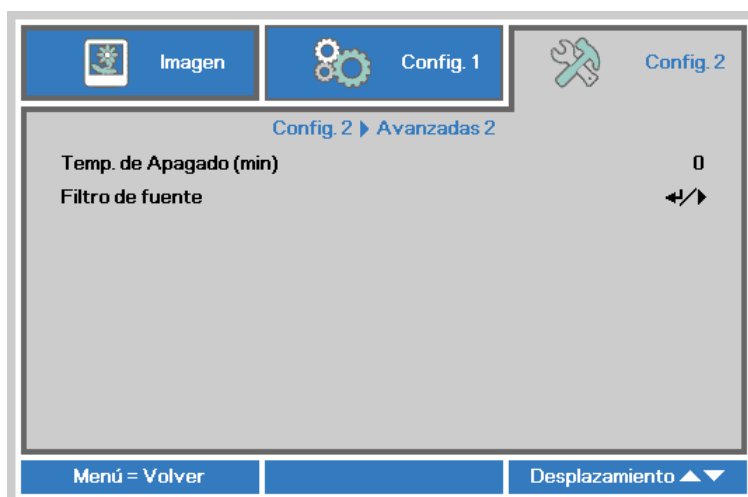 Imagen
Config. 1
Config. 2
Config. 2 ▶ Avanzadas 2
Temp. de Apagado (min) 0
Filtro de fuente ↵/▶
Menú = Volver
Desplazamiento ▲▼